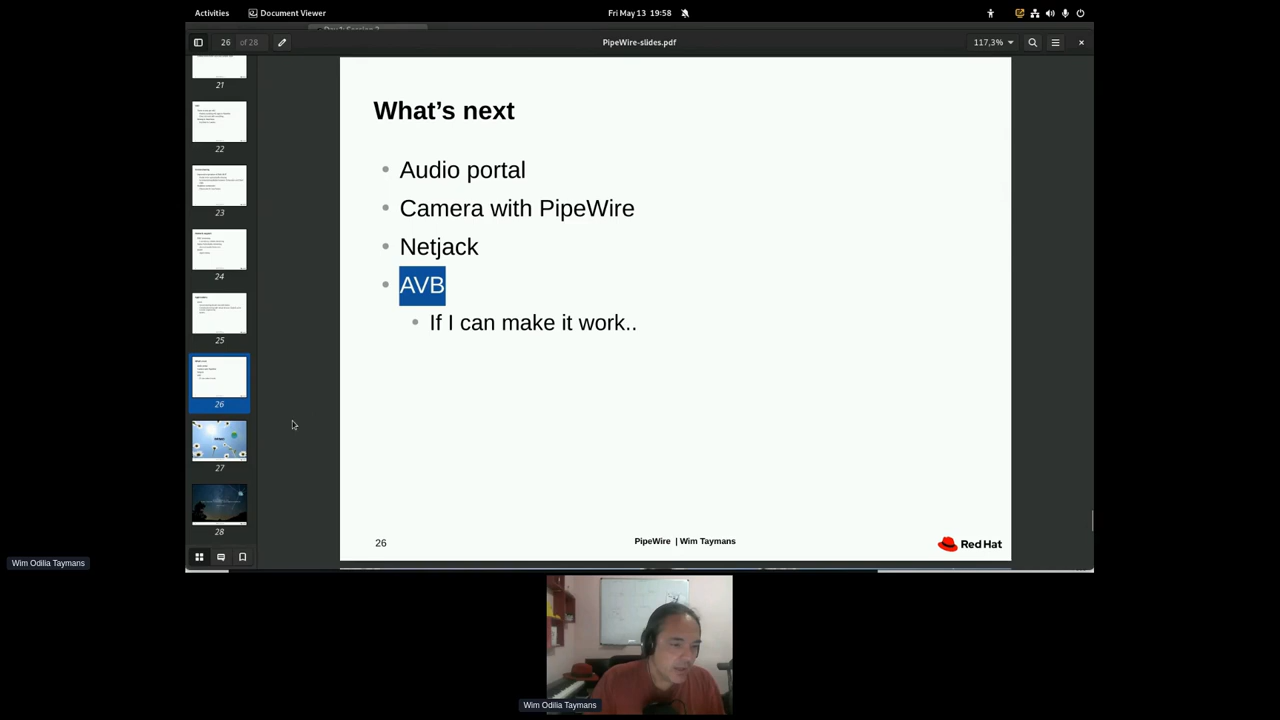 Activities
Document Viewer
Fri May 13 19:58
26 of 28
PipeWire-slides.pdf
117,3%
21
22
23
24
25
26
27
28
What's next
Audio portal
Camera with PipeWire
Netjack
AVB
If I can make it work..
26
PipeWire | Wim Taymans
Red Hat
Wim Odilia Taymans
Wim Odilia Taymans